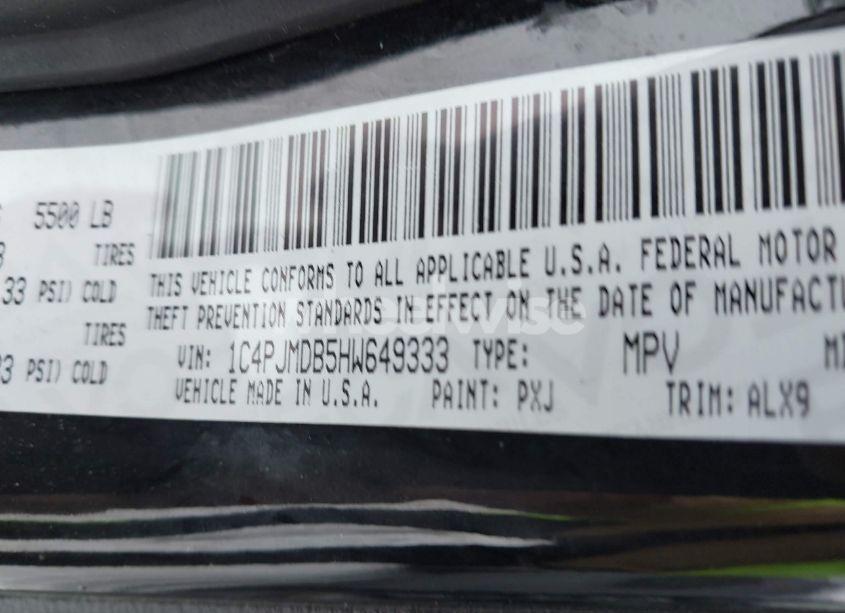 5500 LB
TIRES
33 PSI) COLD
TIRES
PSI) COLD
THIS VEHICLE CONFORMS TO ALL APPLICABLE U.S.A. FEDERAL MOTOR
THEFT PREVENTION STANDARDS IN EFFECT ON THE DATE OF MANUFACTU
VIN: 1C4PJMDB5HW649333 TYPE: MPV
VEHICLE MADE IN U.S.A. PAINT: PXJ TRIM: ALX9